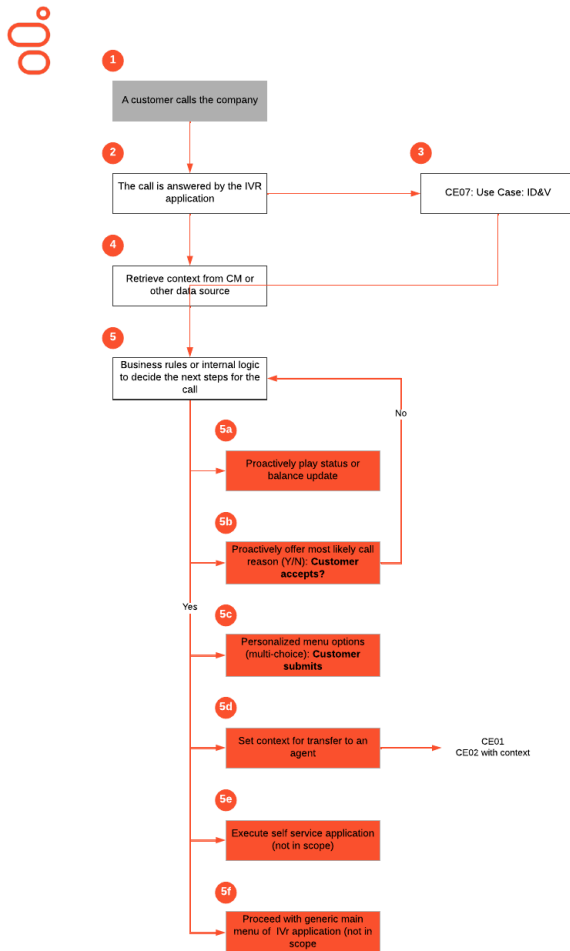 1
A customer calls the company
2
The call is answered by the IVR
application
3
CE07: Use Case: ID&V
4
Retrieve context from CM or
other data source
5
Business rules or internal logic
to decide the next steps for the
call
No
5a
Proactively play status or
balance update
5b
Proactively offer most likely call
reason (Y/N): Customer
accepts?
Yes
5c
Personalized menu options
(multi-choice): Customer
submits
5d
Set context for transfer to an
agent
CE01
CE02 with context
5e
Execute self service application
(not in scope)
5f
Proceed with generic main
menu of IVr application (not in
scope